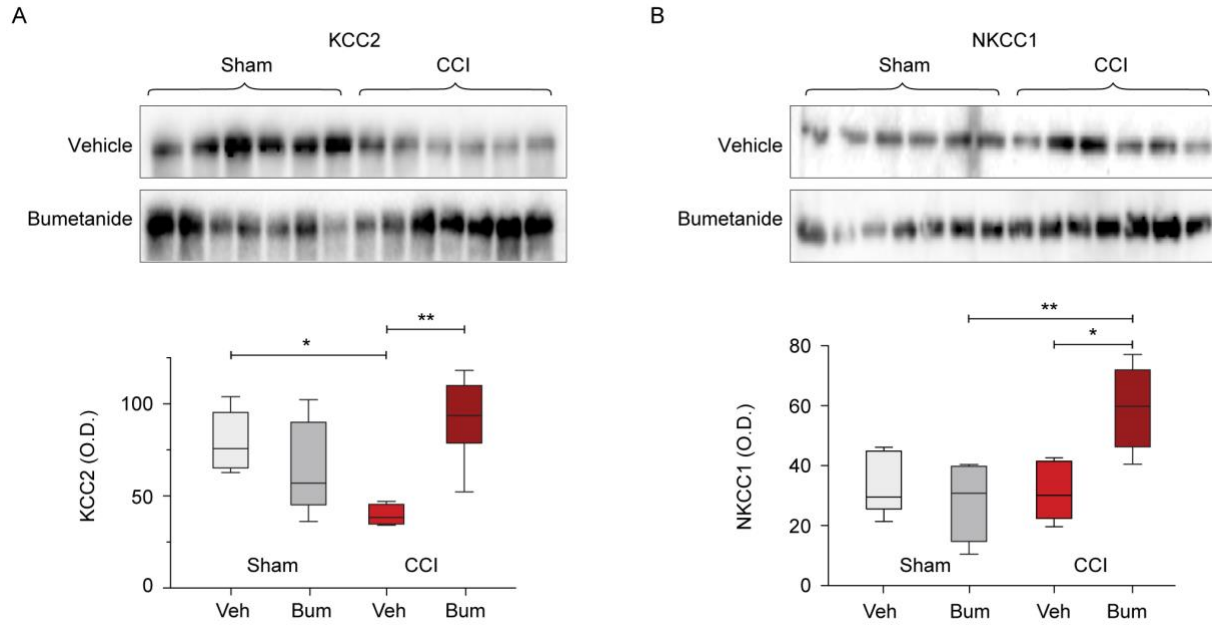 A
KCC2
Sham CCI
Vehicle
Bumetanide
* **
100
50
0
KCC2 (O.D.)
Sham CCI
Veh Bum Veh Bum
B
NKCC1
Sham CCI
Vehicle
Bumetanide
**
*
80
60
40
20
0
NKCC1 (O.D.)
Sham CCI
Veh Bum Veh Bum